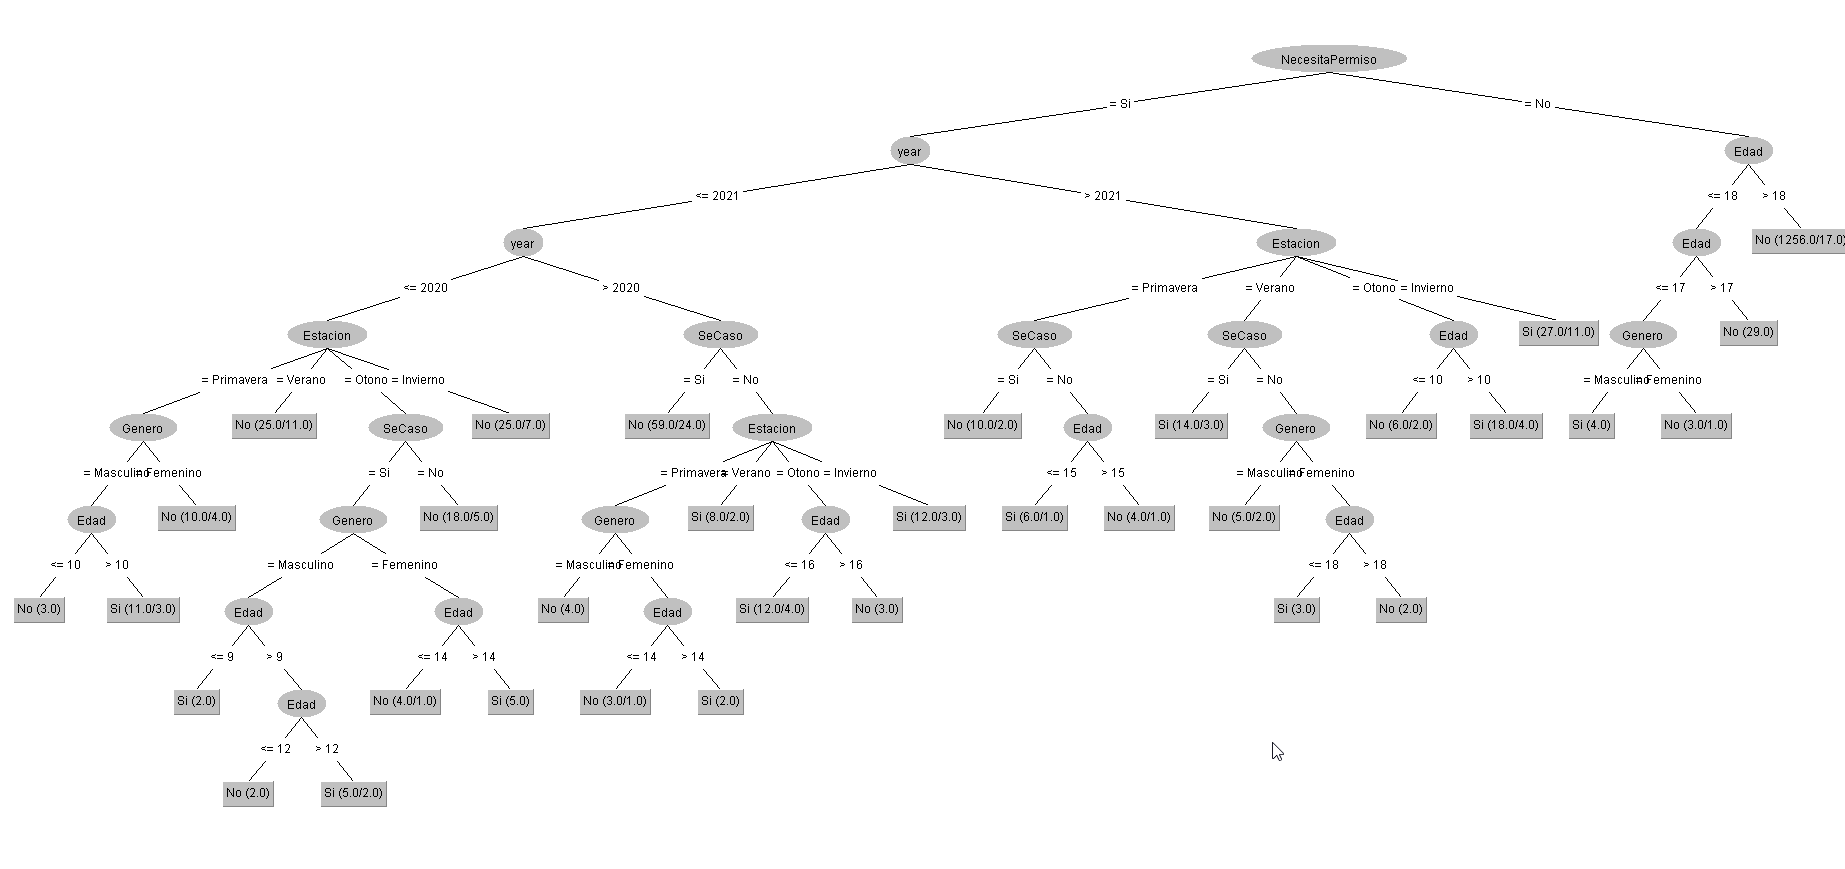 NecesitaPermiso
= Si
= No
year
Edad
<= 2021
> 2021
<= 18
> 18
year
Estacion
Edad
No (1256.0/17.0)
<= 2020
> 2020
= Primavera
= Verano
= Otono
= Invierno
<= 17
> 17
Estacion
SeCaso
SeCaso
SeCaso
Edad
Si (27.0/11.0)
Genero
No (29.0)
= Primavera
= Verano
= Otono
= Invierno
= Si
= No
= Si
= No
= Si
= No
<= 10
> 10
= Masculino
= Femenino
Genero
No (25.0/11.0)
SeCaso
No (25.0/7.0)
No (59.0/24.0)
Estacion
No (10.0/2.0)
Edad
Si (14.0/3.0)
Genero
No (6.0/2.0)
Si (18.0/4.0)
Si (4.0)
No (3.0/1.0)
= Masculino
= Femenino
= Si
= No
= Primavera
= Verano
= Otono
= Invierno
<= 15
> 15
= Masculino
= Femenino
Edad
No (10.0/4.0)
Genero
No (18.0/5.0)
Genero
Si (8.0/2.0)
Edad
Si (12.0/3.0)
Si (6.0/1.0)
No (4.0/1.0)
No (5.0/2.0)
Edad
<= 10
> 10
= Masculino
= Femenino
= Masculino
= Femenino
<= 16
> 16
<= 18
> 18
No (3.0)
Si (11.0/3.0)
Edad
Edad
No (4.0)
Edad
Si (12.0/4.0)
No (3.0)
Si (3.0)
No (2.0)
<= 9
> 9
<= 14
> 14
<= 14
> 14
Si (2.0)
Edad
No (4.0/1.0)
Si (5.0)
No (3.0/1.0)
Si (2.0)
<= 12
> 12
No (2.0)
Si (5.0/2.0)